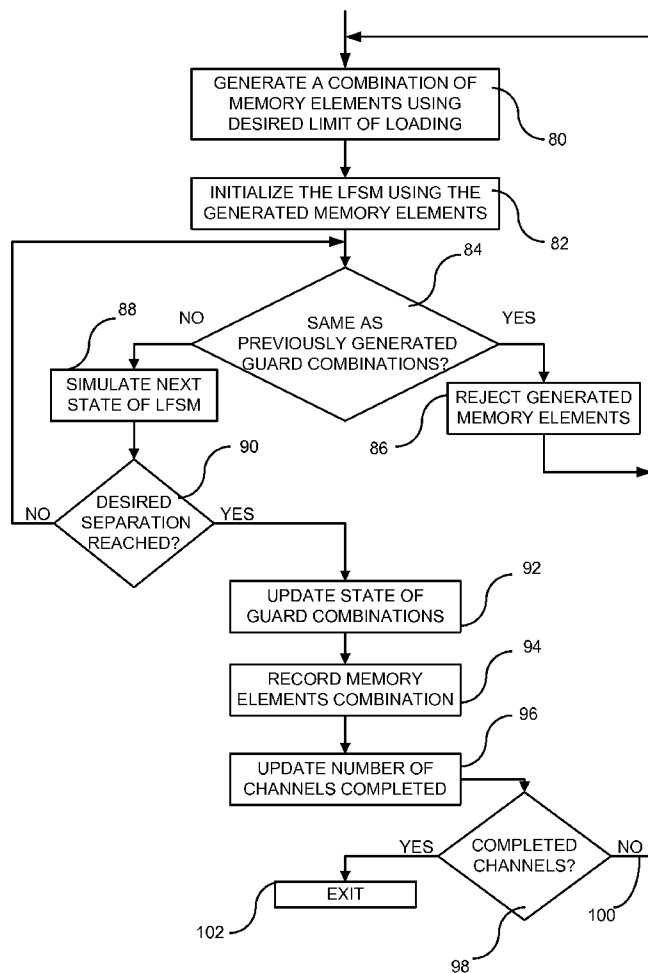 GENERATE A COMBINATION OF
MEMORY ELEMENTS USING
DESIRED LIMIT OF LOADING
80
INITIALIZE THE LFSM USING THE
GENERATED MEMORY ELEMENTS
82
84
SAME AS
PREVIOUSLY GENERATED
GUARD COMBINATIONS?
NO
YES
88
SIMULATE NEXT
STATE OF LFSM
REJECT GENERATED
MEMORY ELEMENTS
86
90
DESIRED
SEPARATION
REACHED?
NO
YES
92
UPDATE STATE OF
GUARD COMBINATIONS
94
RECORD MEMORY
ELEMENTS COMBINATION
96
UPDATE NUMBER OF
CHANNELS COMPLETED
YES
COMPLETED
CHANNELS?
NO
100
EXIT
102
98